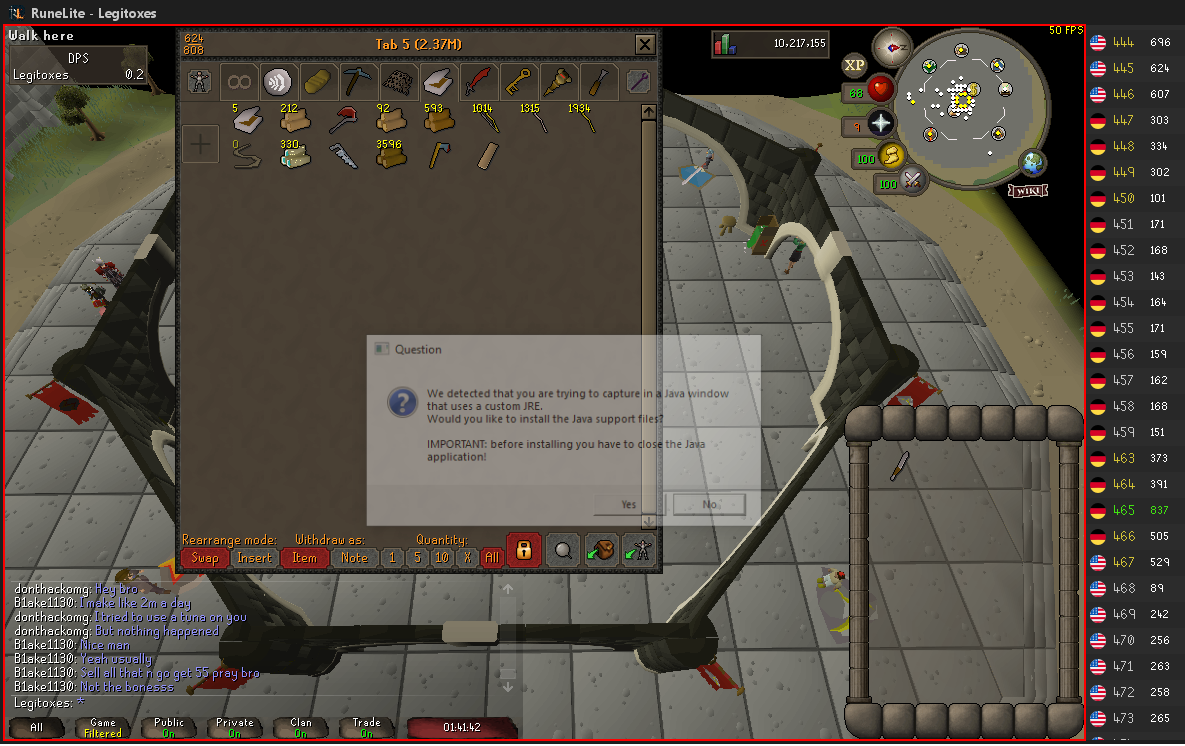 RuneLite - Legitoxes
Walk here
DPS
Legitoxes 0.2
624
808
Tab 5 (2.37M)
10,217,155
50 FPS
XP
68
9
100
100
WIKI
5 212 92 593 1014 1315 1934
0 330 3596
Question
We detected that you are trying to capture in a Java window
that uses a custom JRE.
Would you like to install the Java support files?
IMPORTANT: before installing you have to close the Java
application!
Yes No
Rearrange mode: Withdraw as: Quantity:
Swap Insert Item Note 1 5 10 X All
donthackomg: Hey bro
B1ake1130: I make like 2m a day
donthackomg: I tried to use a tuna on you
donthackomg: But nothing happened
B1ake1130: Nice man
B1ake1130: Yeah usually
B1ake1130: Sell all that n go get 55 pray bro
B1ake1130: Not the bonesss
Legitoxes: *
All
Game
Filtered
Public
On
Private
On
Clan
On
Trade
On
01:41:42
444 696
445 624
446 607
447 303
448 334
449 302
450 101
451 171
452 168
453 143
454 164
455 171
456 159
457 162
458 168
459 151
463 373
464 391
465 837
466 505
467 529
468 89
469 242
470 256
471 263
472 258
473 265